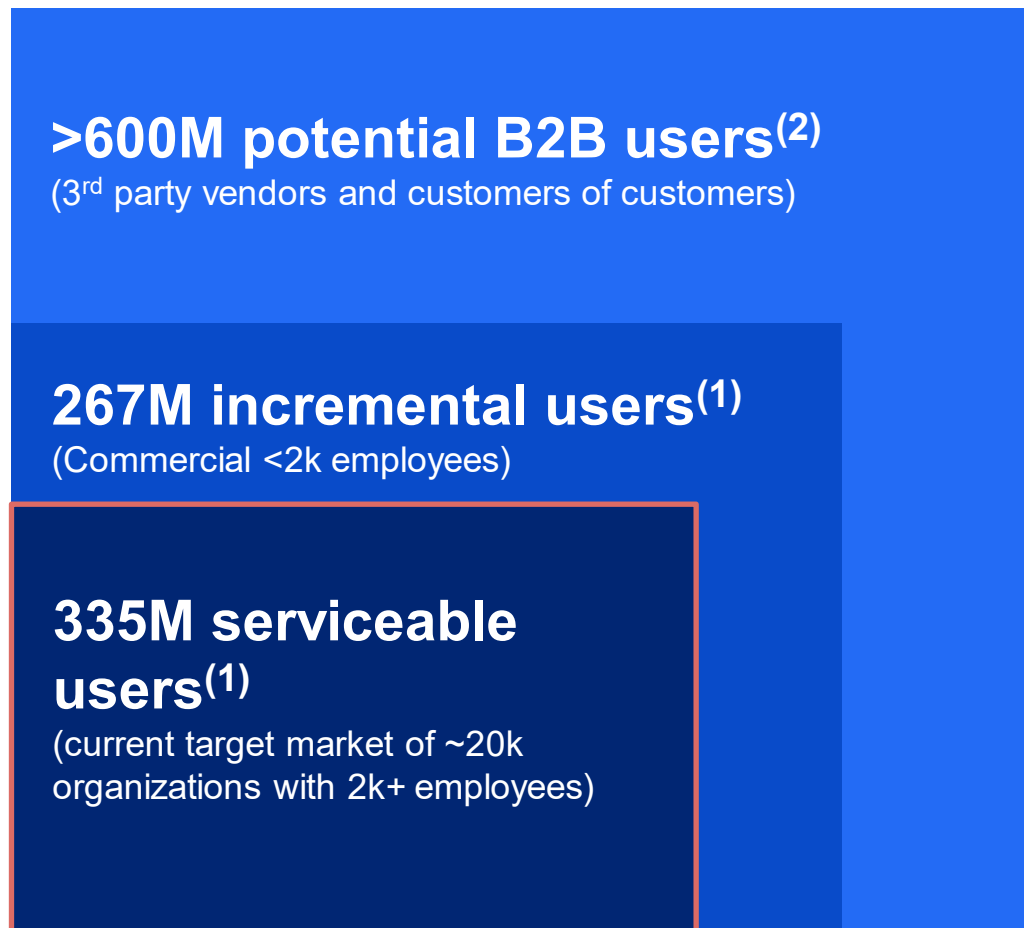 >600M potential B2B users(2)
(3rd party vendors and customers of customers)
267M incremental users(1)
(Commercial <2k employees)
335M serviceable
users(1)
(current target market of ~20k
organizations with 2k+ employees)